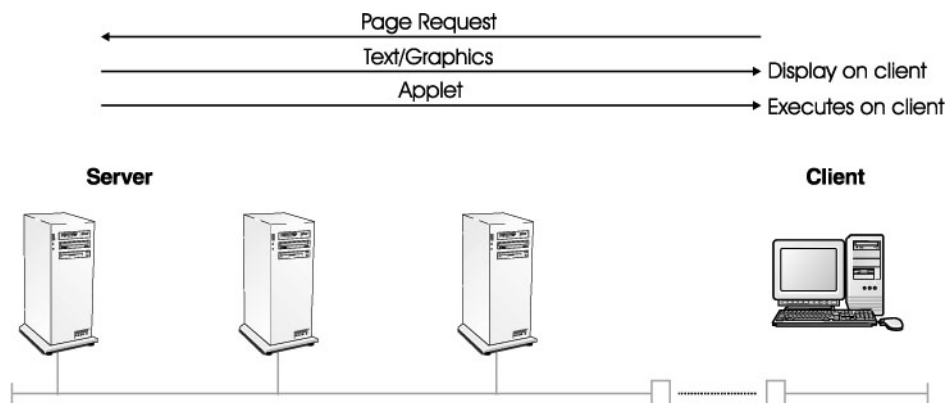 Page Request
Text/Graphics
Display on client
Applet
Executes on client
Server
Client